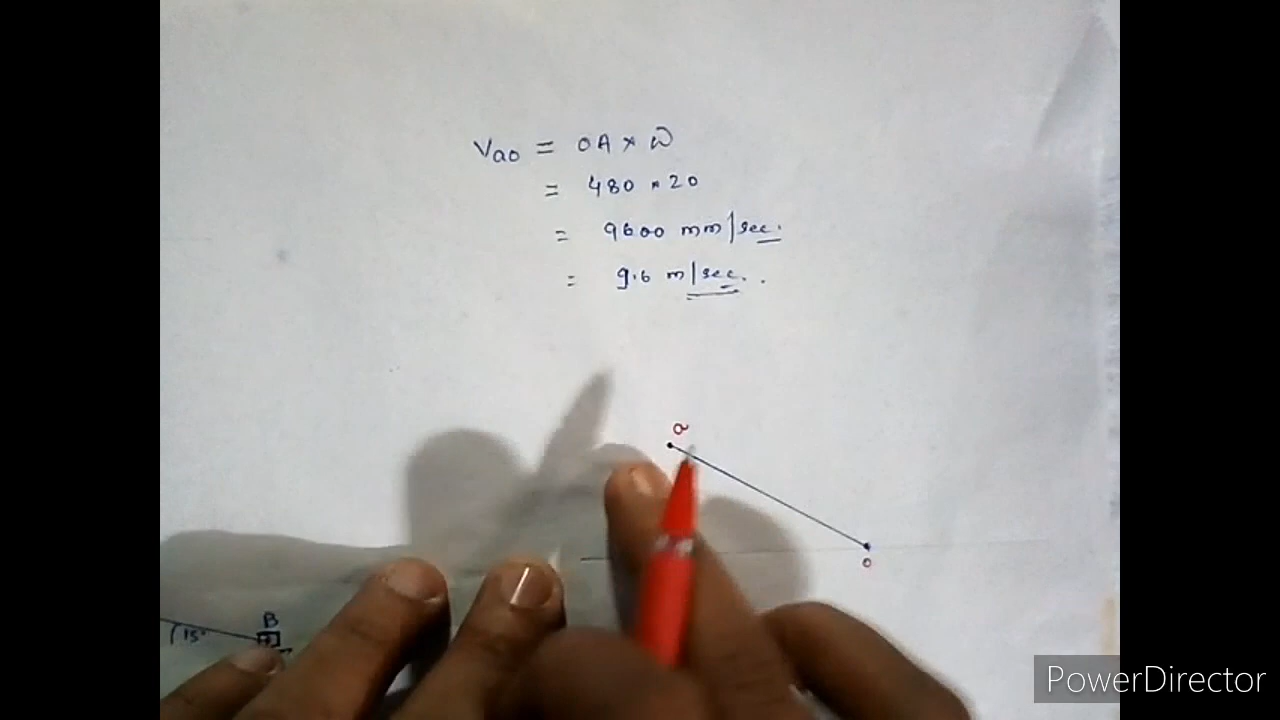 Vao = OA × ω
= 480 × 20
= 9600 mm/sec.
= 9.6 m/sec.
a
o
B
15°
PowerDirector